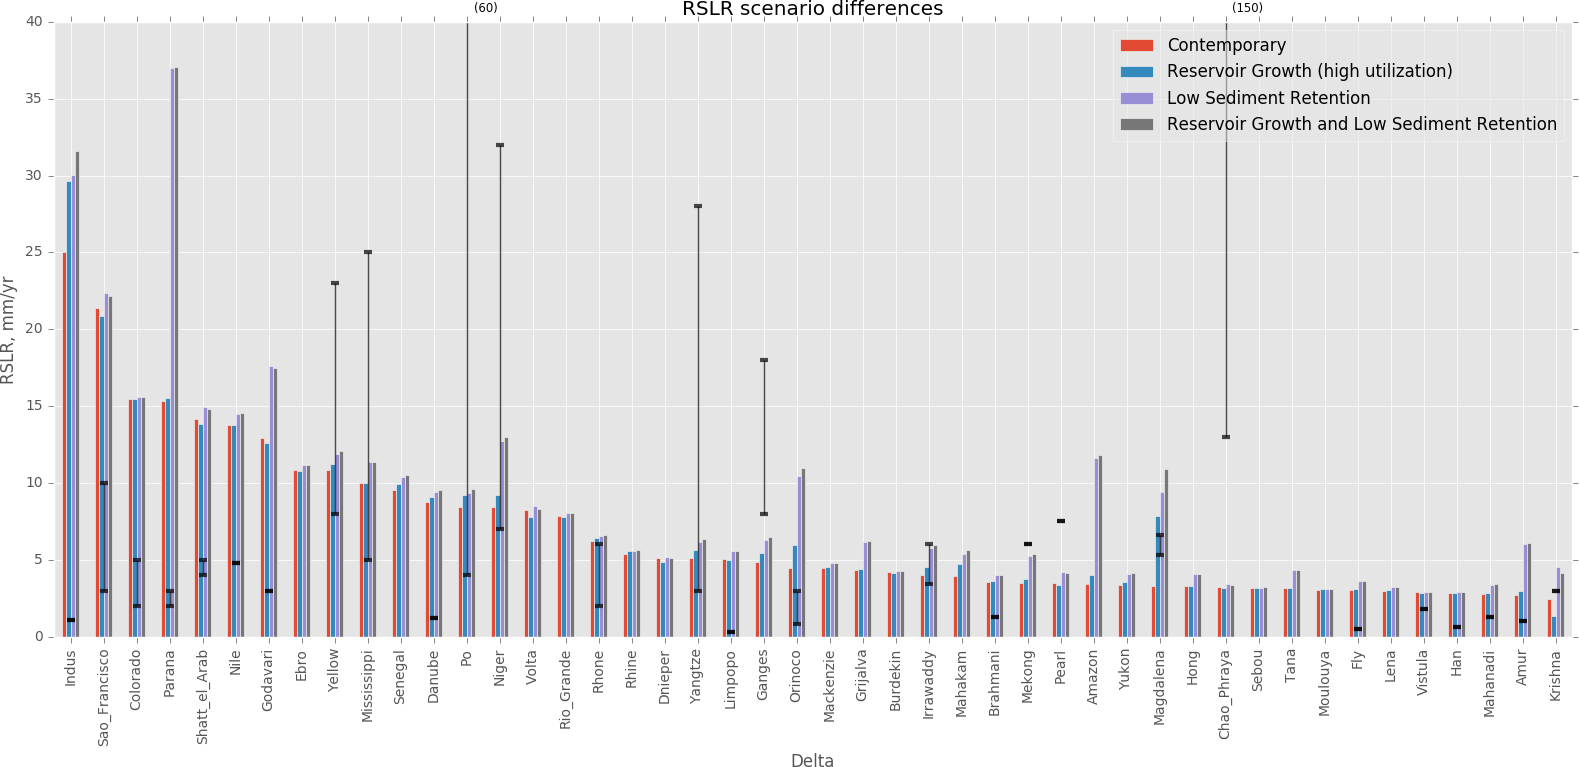 (60)
RSLR scenario differences
(150)
Contemporary
Reservoir Growth (high utilization)
Low Sediment Retention
Reservoir Growth and Low Sediment Retention
RSLR, mm/yr
40
35
30
25
20
15
10
5
0
Indus
Sao_Francisco
Colorado
Parana
Shatt_el_Arab
Nile
Godavari
Ebro
Yellow
Mississippi
Senegal
Danube
Po
Niger
Volta
Rio_Grande
Rhone
Rhine
Dnieper
Yangtze
Limpopo
Ganges
Orinoco
Mackenzie
Grijalva
Burdekin
Irrawaddy
Mahakam
Brahmani
Mekong
Pearl
Amazon
Yukon
Magdalena
Hong
Chao_Phraya
Sebou
Tana
Moulouya
Fly
Lena
Vistula
Han
Mahanadi
Amur
Krishna
Delta